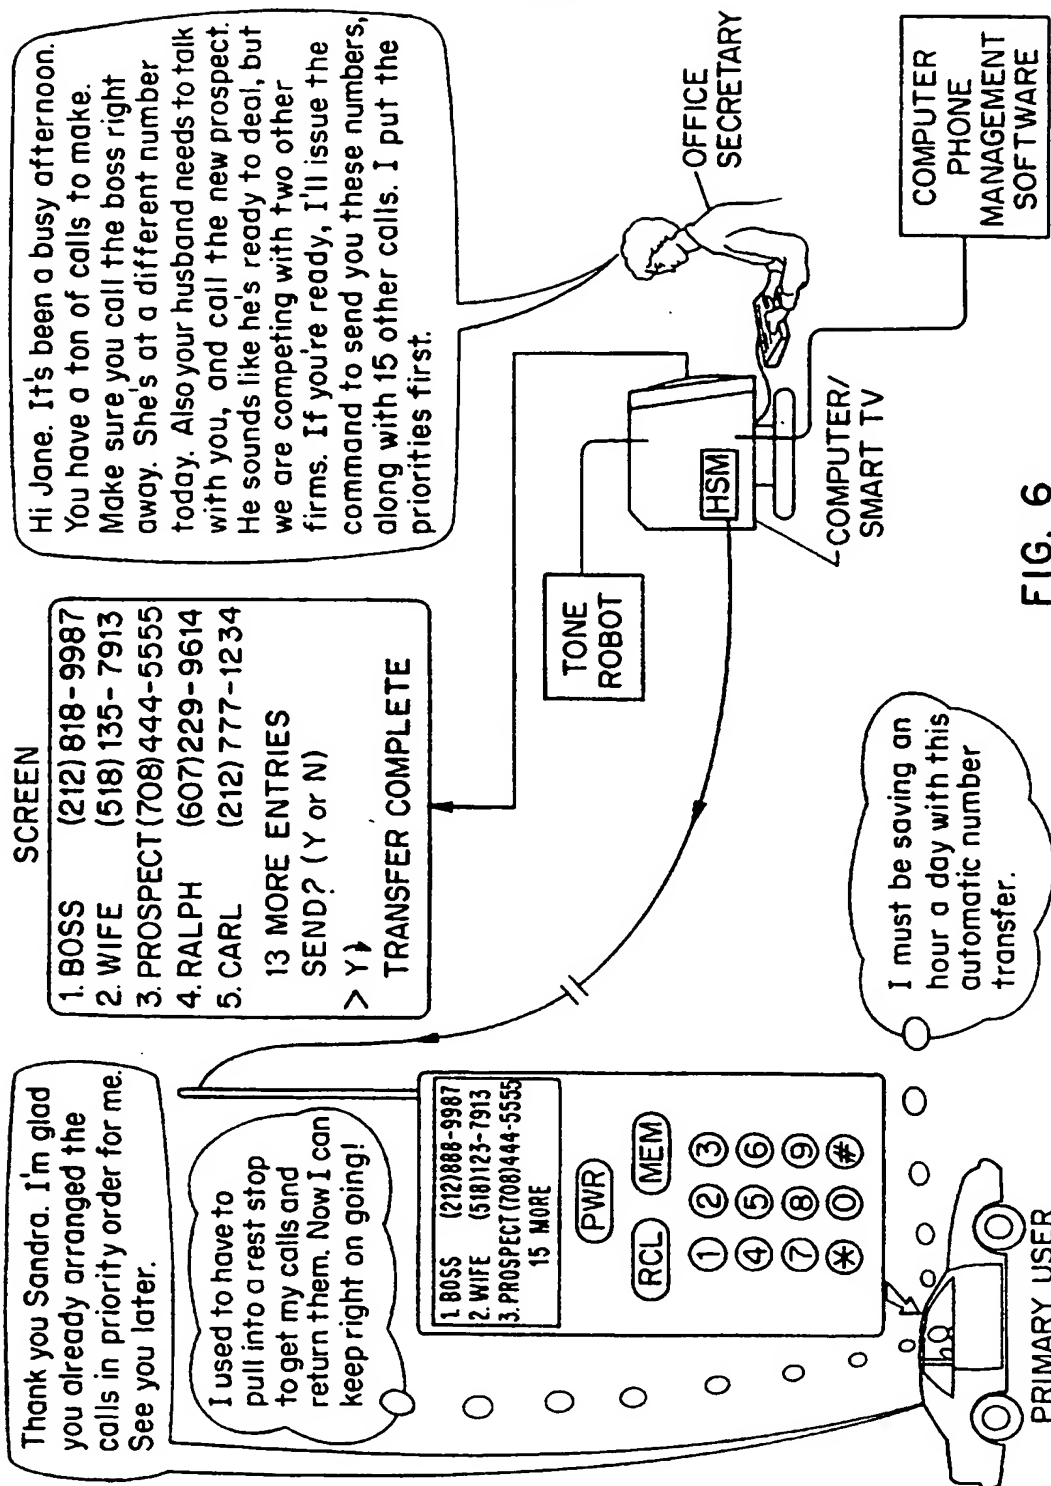 Thank you Sandra. I'm glad
you already arranged the
calls in priority order for me.
See you later.
I used to have to
pull into a rest stop
to get my calls and
return them. Now I can
keep right on going!
1. BOSS (212)888-9987
2. WIFE (518)123-7913
3. PROSPECT (708)444-5555
15 MORE
PWR
RCL MEM
1 2 3
4 5 6
7 8 9
* 0 #
PRIMARY USER
SCREEN
1. BOSS (212) 818-9987
2. WIFE (518) 135-7913
3. PROSPECT (708)444-5555
4. RALPH (607)229-9614
5. CARL (212) 777-1234
13 MORE ENTRIES
SEND? (Y or N)
> Y
TRANSFER COMPLETE
I must be saving an
hour a day with this
automatic number
transfer.
Hi Jane. It's been a busy afternoon.
You have a ton of calls to make.
Make sure you call the boss right
away. She's at a different number
today. Also your husband needs to talk
with you, and call the new prospect.
He sounds like he's ready to deal, but
we are competing with two other
firms. If you're ready, I'll issue the
command to send you these numbers,
along with 15 other calls. I put the
priorities first.
TONE
ROBOT
HSM
COMPUTER/
SMART TV
OFFICE
SECRETARY
COMPUTER
PHONE
MANAGEMENT
SOFTWARE
FIG. 6